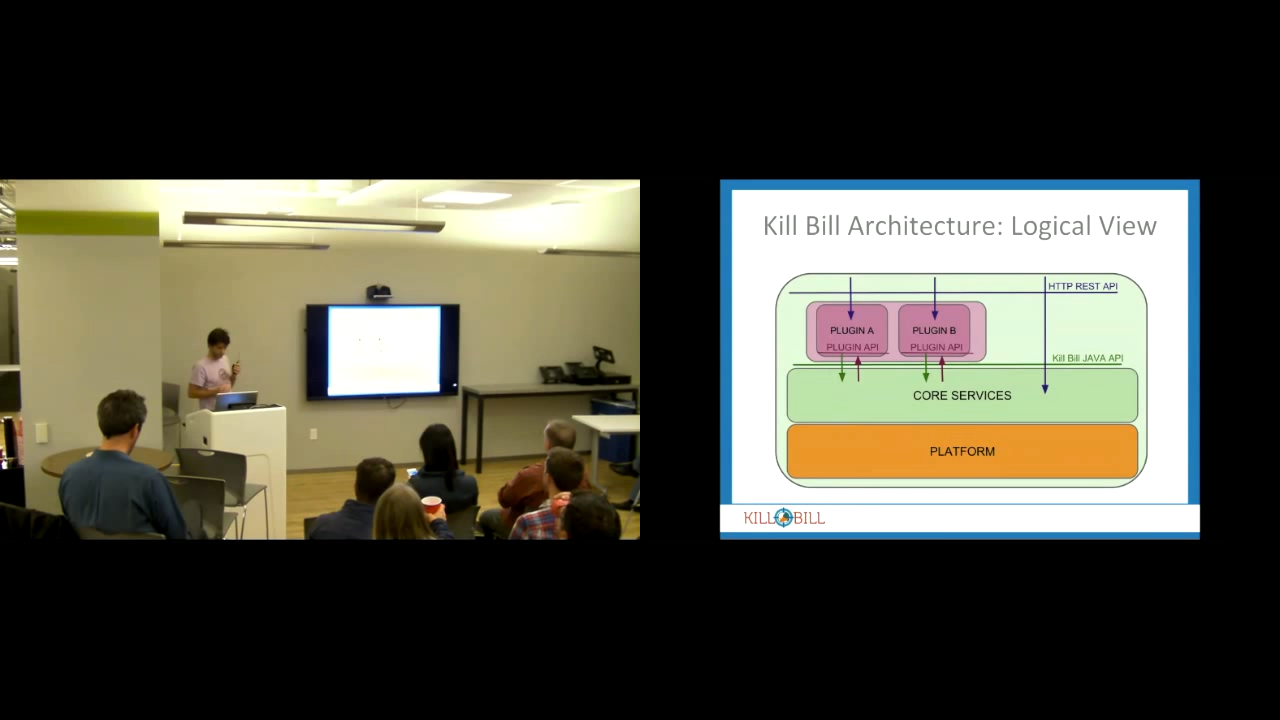 Kill Bill Architecture: Logical View
HTTP REST API
PLUGIN A
PLUGIN B
PLUGIN API
PLUGIN API
Kill Bill JAVA API
CORE SERVICES
PLATFORM
KILL BILL